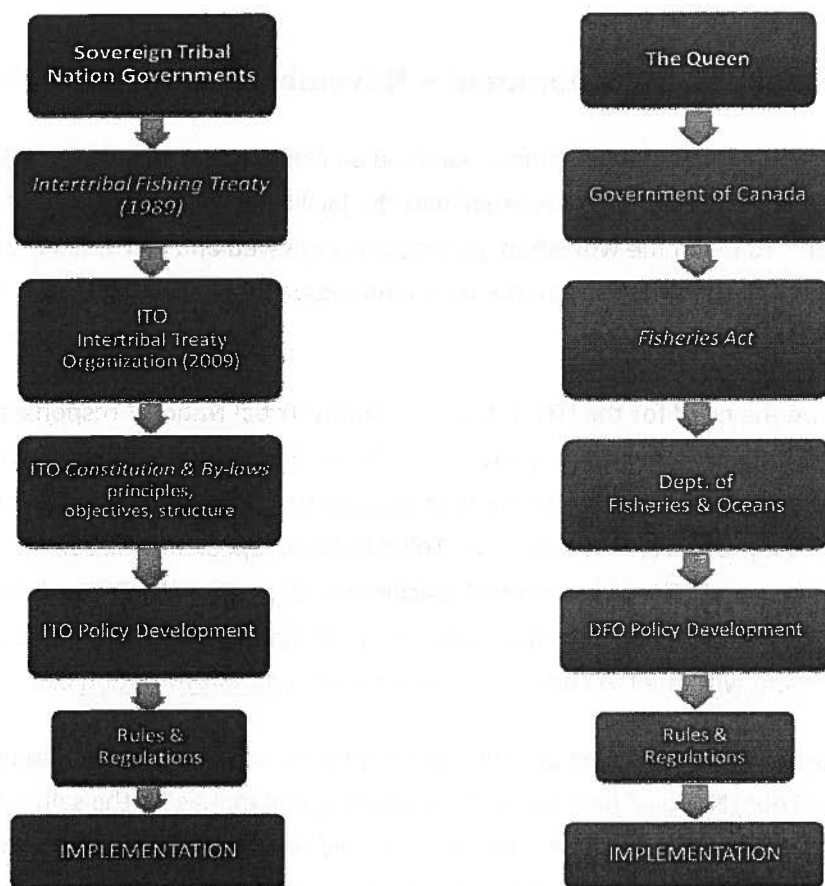 Sovereign Tribal
Nation Governments
Intertribal Fishing Treaty
(1989)
ITO
Intertribal Treaty
Organization (2009)
ITO Constitution & By-laws
principles,
objectives, structure
ITO Policy Development
Rules &
Regulations
IMPLEMENTATION
The Queen
Government of Canada
Fisheries Act
Dept. of
Fisheries & Oceans
DFO Policy Development
Rules &
Regulations
IMPLEMENTATION